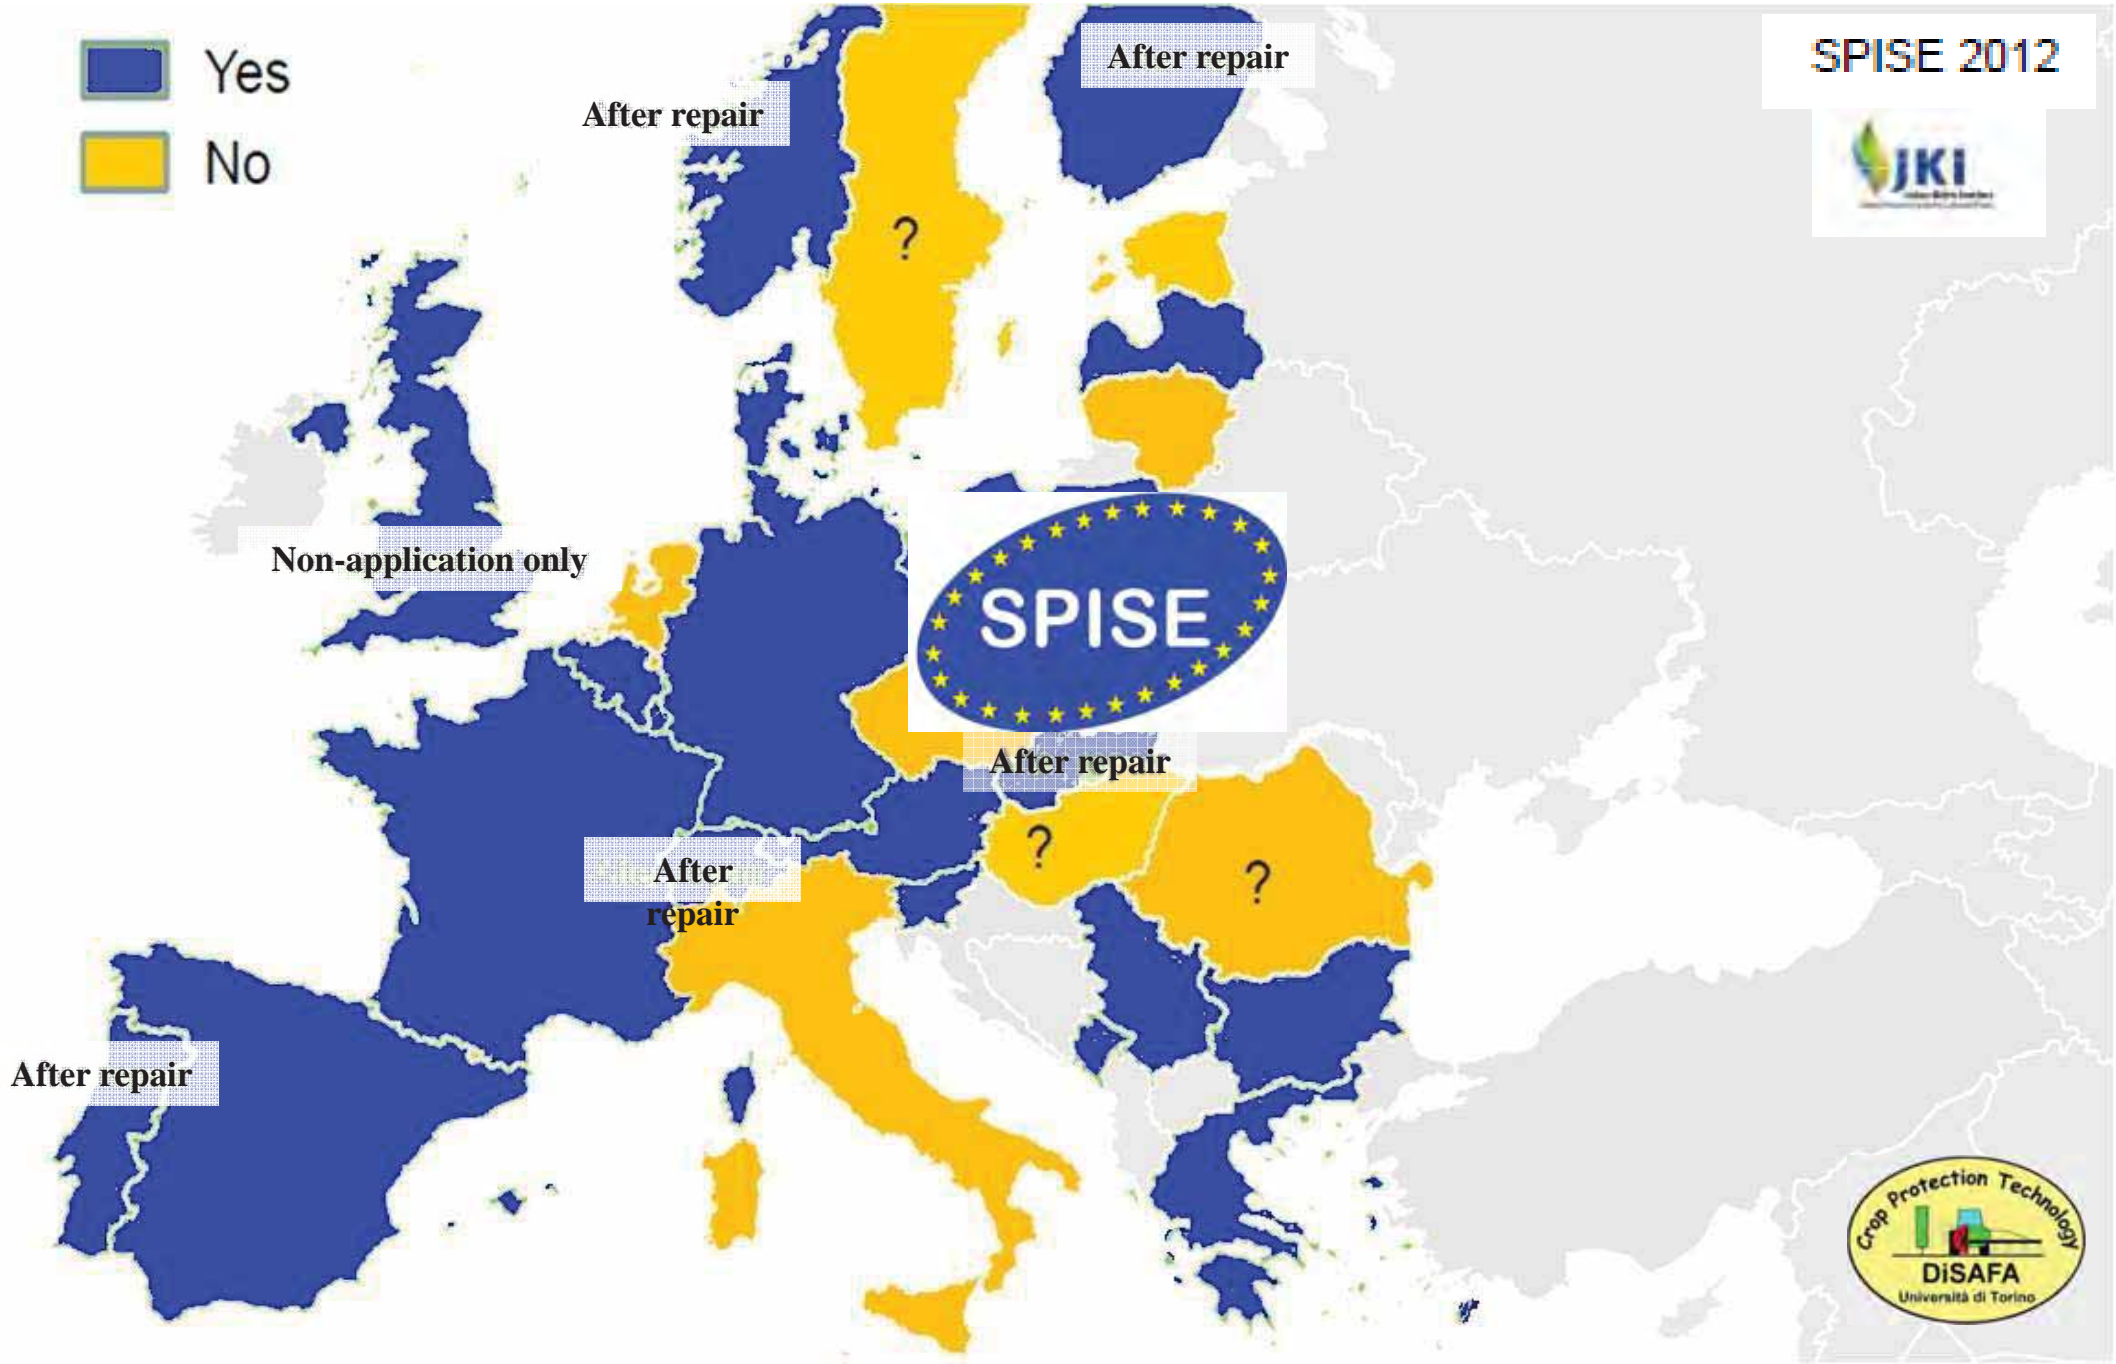 Yes
No
After repair
After repair
SPISE 2012
JKI
?
Non-application only
SPISE
After repair
?
?
After
repair
After repair
Crop Protection Technology
DiSAFA
Università di Torino